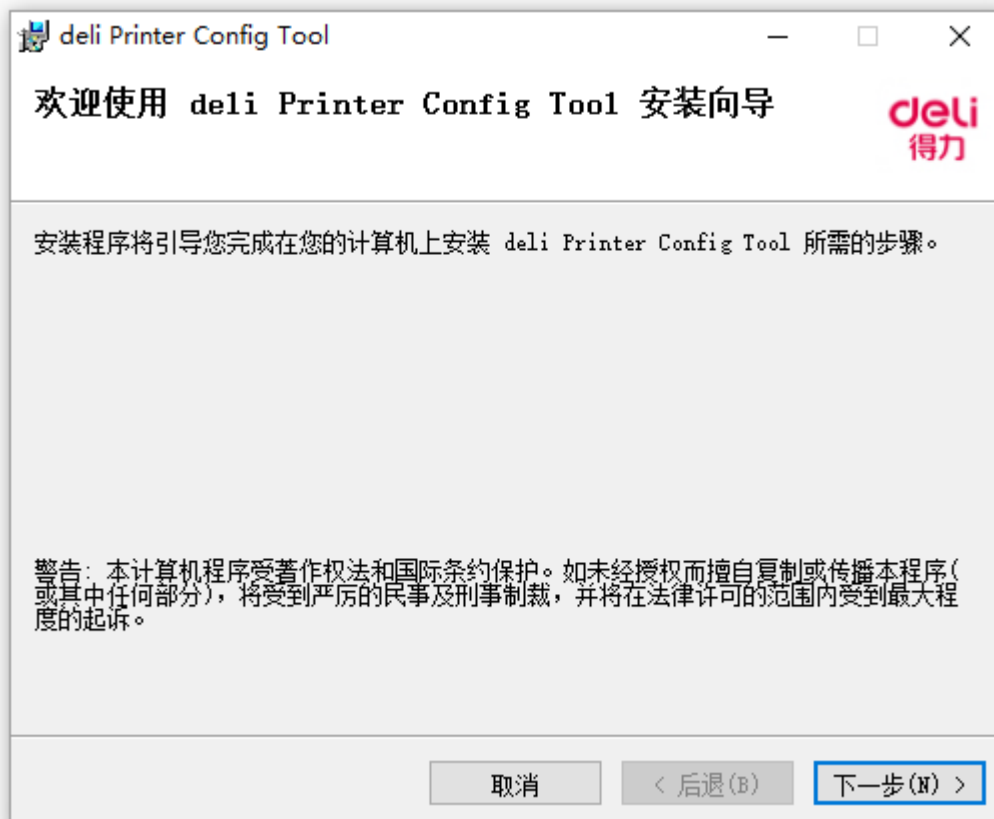 deli Printer Config Tool
欢迎使用 deli Printer Config Tool 安装向导
deli
得力
安装程序将引导您完成在您的计算机上安装 deli Printer Config Tool 所需的步骤。
警告: 本计算机程序受著作权法和国际条约保护。如未经授权而擅自复制或传播本程序(
或其中任何部分)，将受到严厉的民事及刑事制裁，并将在法律许可的范围内受到最大程
度的起诉。
取消
< 后退(B)
下一步(N) >